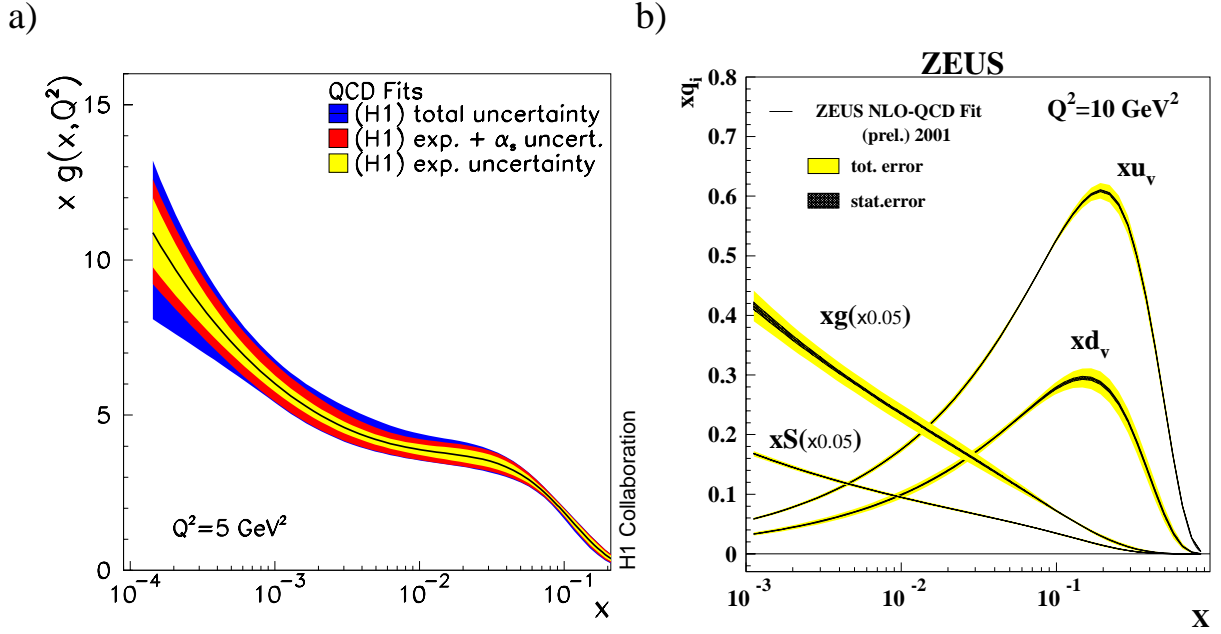 a)
x g(x,Q²)
15
10
5
0
QCD Fits
(H1) total uncertainty
(H1) exp. + αₛ uncert.
(H1) exp. uncertainty
Q²=5 GeV²
10⁻⁴
10⁻³
10⁻²
10⁻¹
x
H1 Collaboration
b)
ZEUS
xqᵢ
0.8
0.7
0.6
0.5
0.4
0.3
0.2
0.1
0
ZEUS NLO-QCD Fit
(prel.) 2001
tot. error
stat.error
Q²=10 GeV²
xuᵥ
xg(x0.05)
xdᵥ
xS(x0.05)
10⁻³
10⁻²
10⁻¹
X